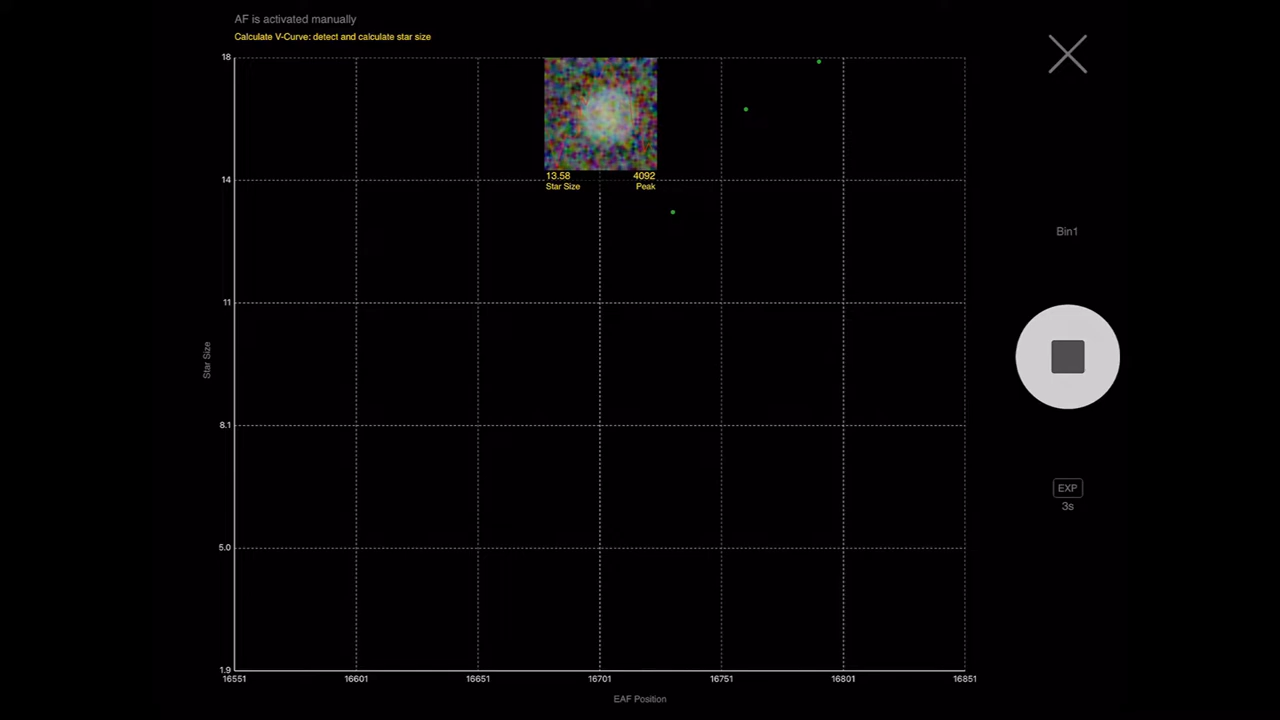 AF is activated manually
Calculate V-Curve: detect and calculate star size
18
14
11
8.1
5.0
1.9
Star Size
13.58 4092
Star Size Peak
16551 16601 16651 16701 16751 16801 16851
EAF Position
Bin1
EXP
3s